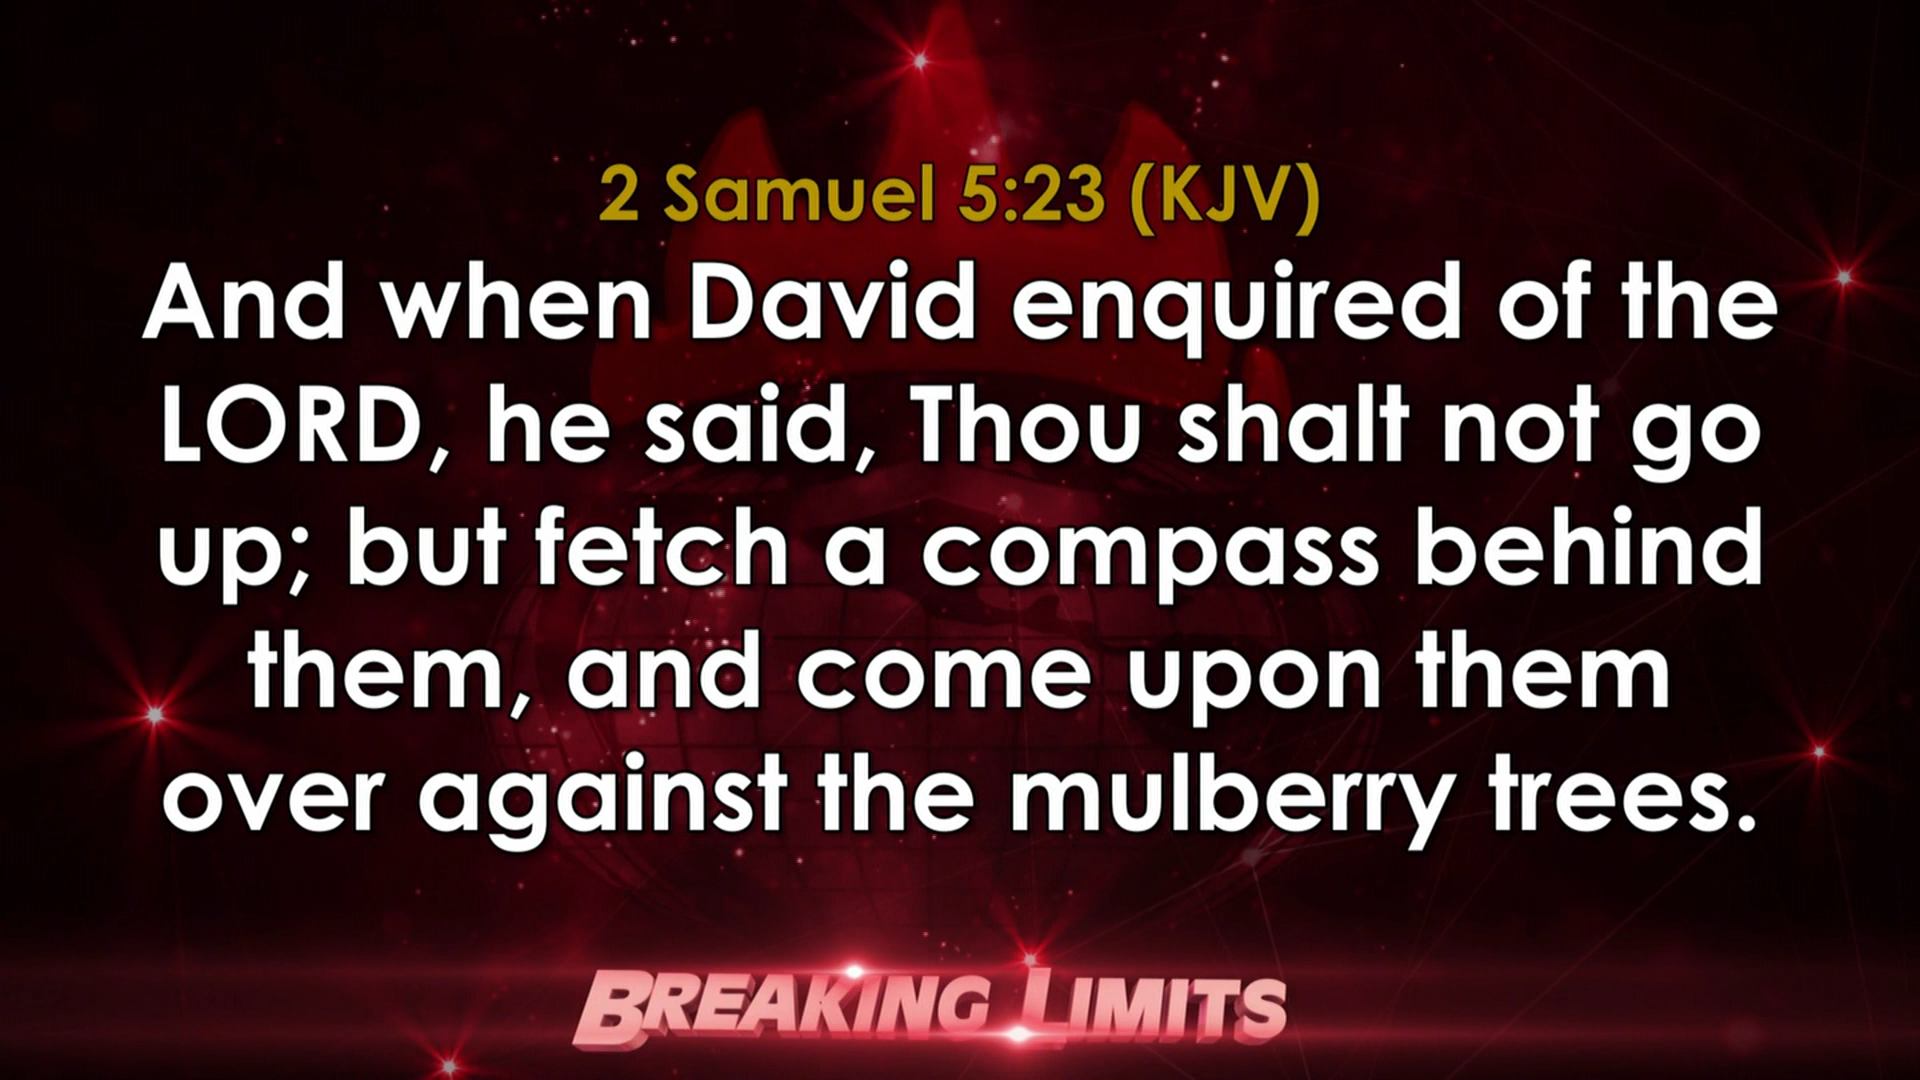 2 Samuel 5:23 (KJV)
And when David enquired of the
LORD, he said, Thou shalt not go
up; but fetch a compass behind
them, and come upon them
over against the mulberry trees.
BREAKING LIMITS